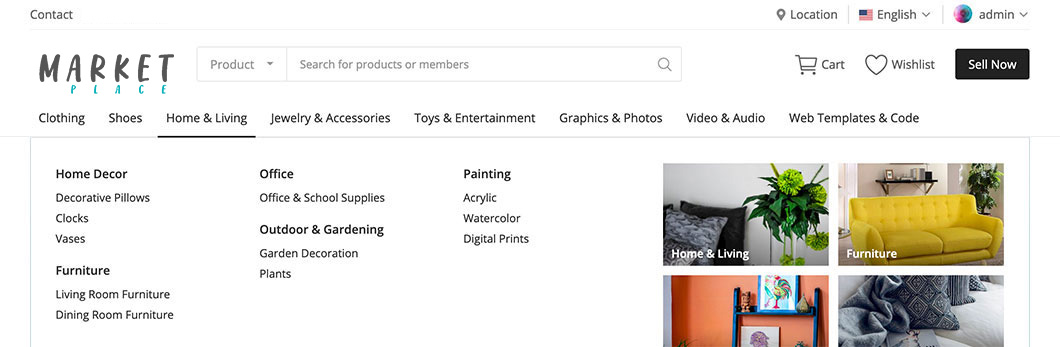 Contact
Location
English
admin
MARKET
PLACE
Product
Search for products or members
Cart
Wishlist
Sell Now
Clothing
Shoes
Home & Living
Jewelry & Accessories
Toys & Entertainment
Graphics & Photos
Video & Audio
Web Templates & Code
Home Decor
Decorative Pillows
Clocks
Vases
Furniture
Living Room Furniture
Dining Room Furniture
Office
Office & School Supplies
Outdoor & Gardening
Garden Decoration
Plants
Painting
Acrylic
Watercolor
Digital Prints
Home & Living
Furniture